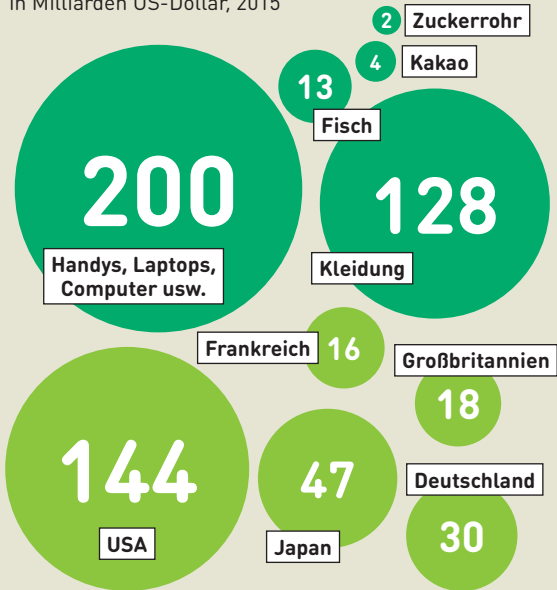 in Milliarden US-Dollar, 2015
2 Zuckerrohr
4 Kakao
13
Fisch
200
Handys, Laptops,
Computer usw.
128
Kleidung
Frankreich 16
Großbritannien
18
144
USA
47
Japan
Deutschland
30